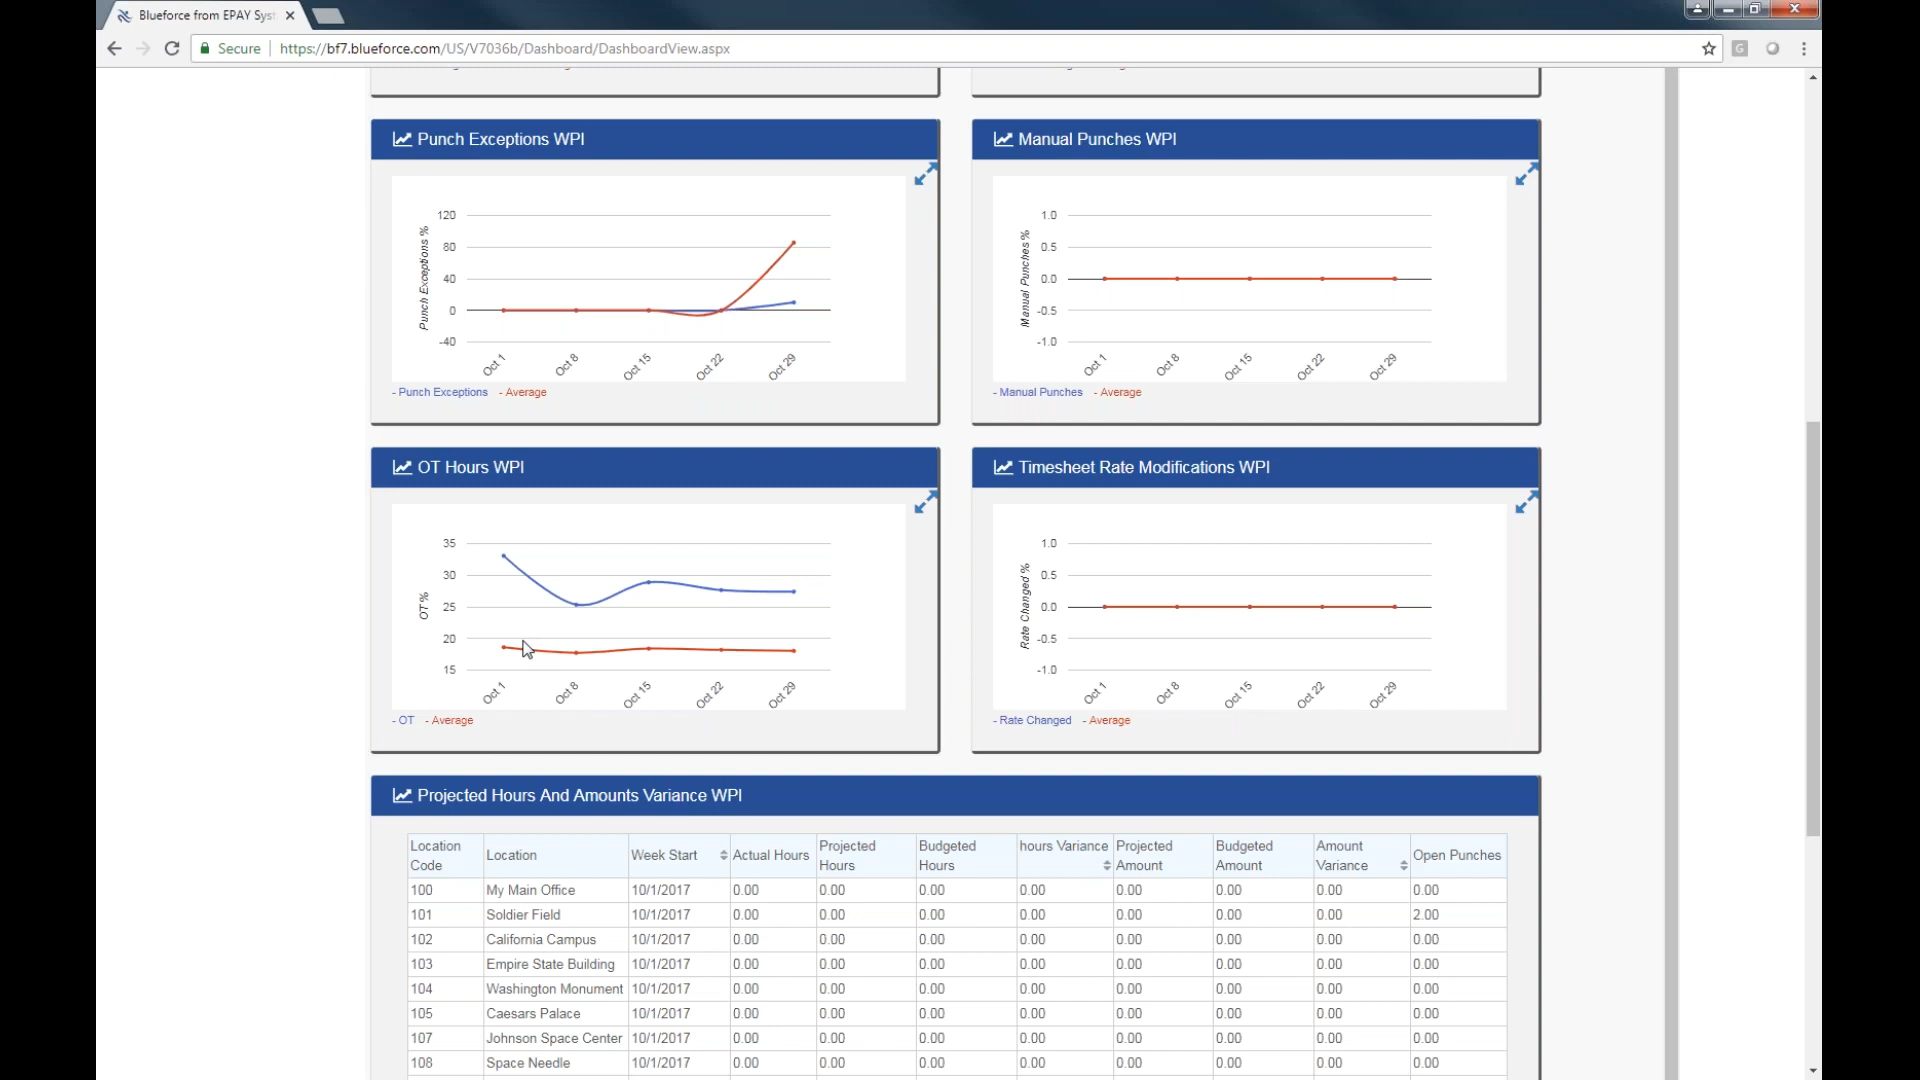 Blueforce from EPAY Syst
Secure https://bf7.blueforce.com/US/V7036b/Dashboard/DashboardView.aspx
Punch Exceptions WPI
120
80
40
0
-40
Punch Exceptions %
Oct 1 Oct 8 Oct 15 Oct 22 Oct 29
- Punch Exceptions - Average
Manual Punches WPI
1.0
0.5
0.0
-0.5
-1.0
Manual Punches %
Oct 1 Oct 8 Oct 15 Oct 22 Oct 29
- Manual Punches - Average
OT Hours WPI
35
30
25
20
15
OT %
Oct 1 Oct 8 Oct 15 Oct 22 Oct 29
- OT - Average
Timesheet Rate Modifications WPI
1.0
0.5
0.0
-0.5
-1.0
Rate Changed %
Oct 1 Oct 8 Oct 15 Oct 22 Oct 29
- Rate Changed - Average
Projected Hours And Amounts Variance WPI
Location Code Location Week Start Actual Hours Projected Hours Budgeted Hours hours Variance Projected Amount Budgeted Amount Amount Variance Open Punches
100 My Main Office 10/1/2017 0.00 0.00 0.00 0.00 0.00 0.00 0.00 0.00
101 Soldier Field 10/1/2017 0.00 0.00 0.00 0.00 0.00 0.00 0.00 2.00
102 California Campus 10/1/2017 0.00 0.00 0.00 0.00 0.00 0.00 0.00 0.00
103 Empire State Building 10/1/2017 0.00 0.00 0.00 0.00 0.00 0.00 0.00 0.00
104 Washington Monument 10/1/2017 0.00 0.00 0.00 0.00 0.00 0.00 0.00 0.00
105 Caesars Palace 10/1/2017 0.00 0.00 0.00 0.00 0.00 0.00 0.00 0.00
107 Johnson Space Center 10/1/2017 0.00 0.00 0.00 0.00 0.00 0.00 0.00 0.00
108 Space Needle 10/1/2017 0.00 0.00 0.00 0.00 0.00 0.00 0.00 0.00